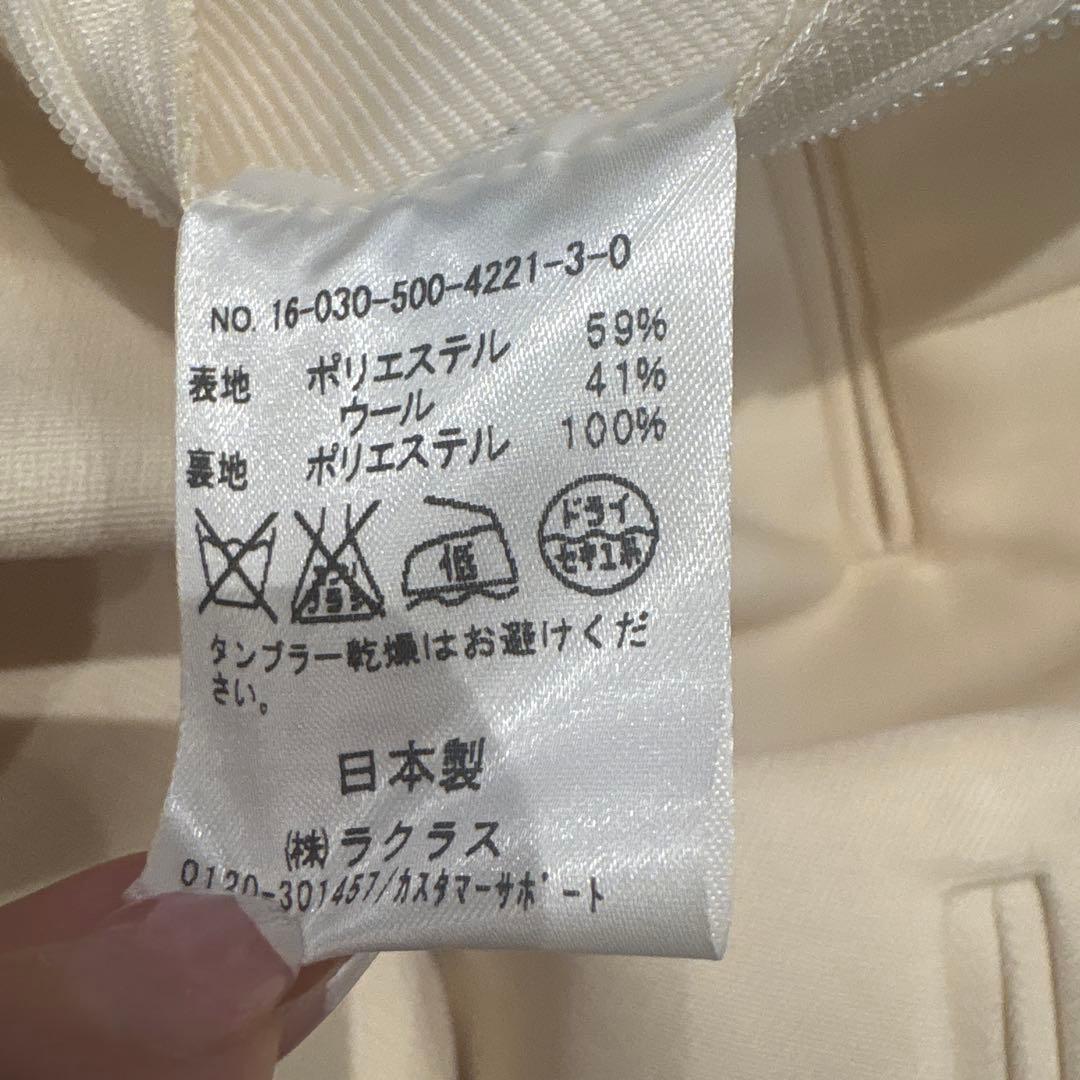 NO. 16-030-500-4221-3-0
表地 ポリエステル 59%
ウール 41%
裏地 ポリエステル 100%
低 ドライ
セキユ系
タンブラー乾燥はお避けくだ
さい。
日本製
㈱ラクラス
0120-301457/カスタマーサポート